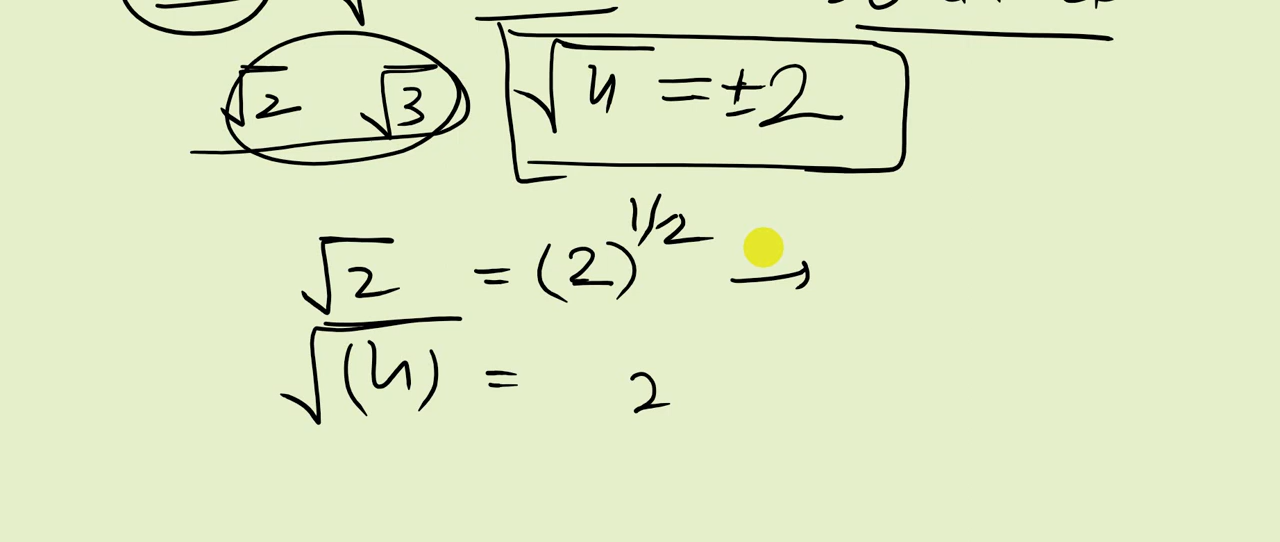 √2 √3 √4 = ±2
√2 = (2)^1/2 →
√(4) = 2